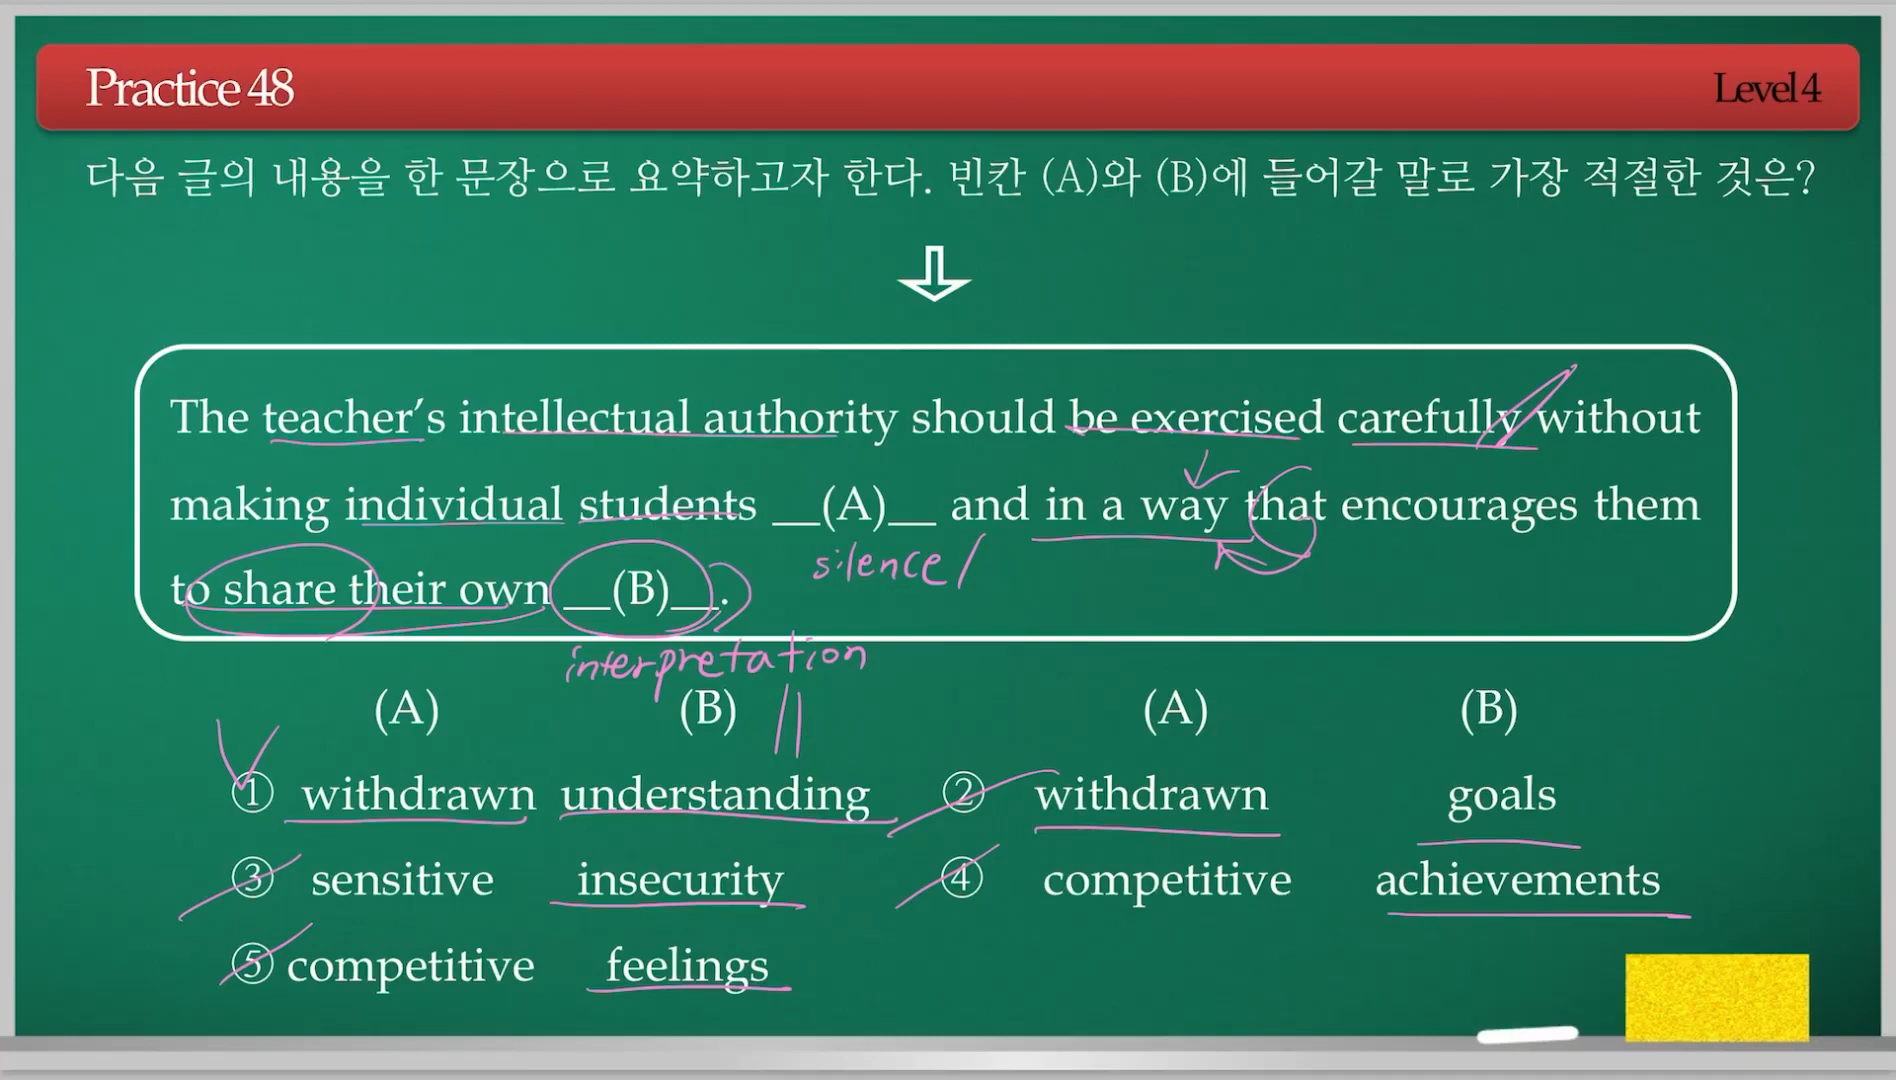 Practice 48
Level 4
다음 글의 내용을 한 문장으로 요약하고자 한다. 빈칸 (A)와 (B)에 들어갈 말로 가장 적절한 것은?
The teacher's intellectual authority should be exercised carefully without
making individual students __(A)__ and in a way that encourages them
silence
to share their own __(B)__.
interpretation
(A) (B) (A) (B)
① withdrawn understanding ② withdrawn goals
③ sensitive insecurity ④ competitive achievements
⑤ competitive feelings